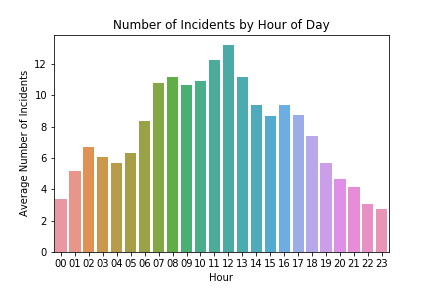 Number of Incidents by Hour of Day
Average Number of Incidents
12
10
8
6
4
2
0
00 01 02 03 04 05 06 07 08 09 10 11 12 13 14 15 16 17 18 19 20 21 22 23
Hour